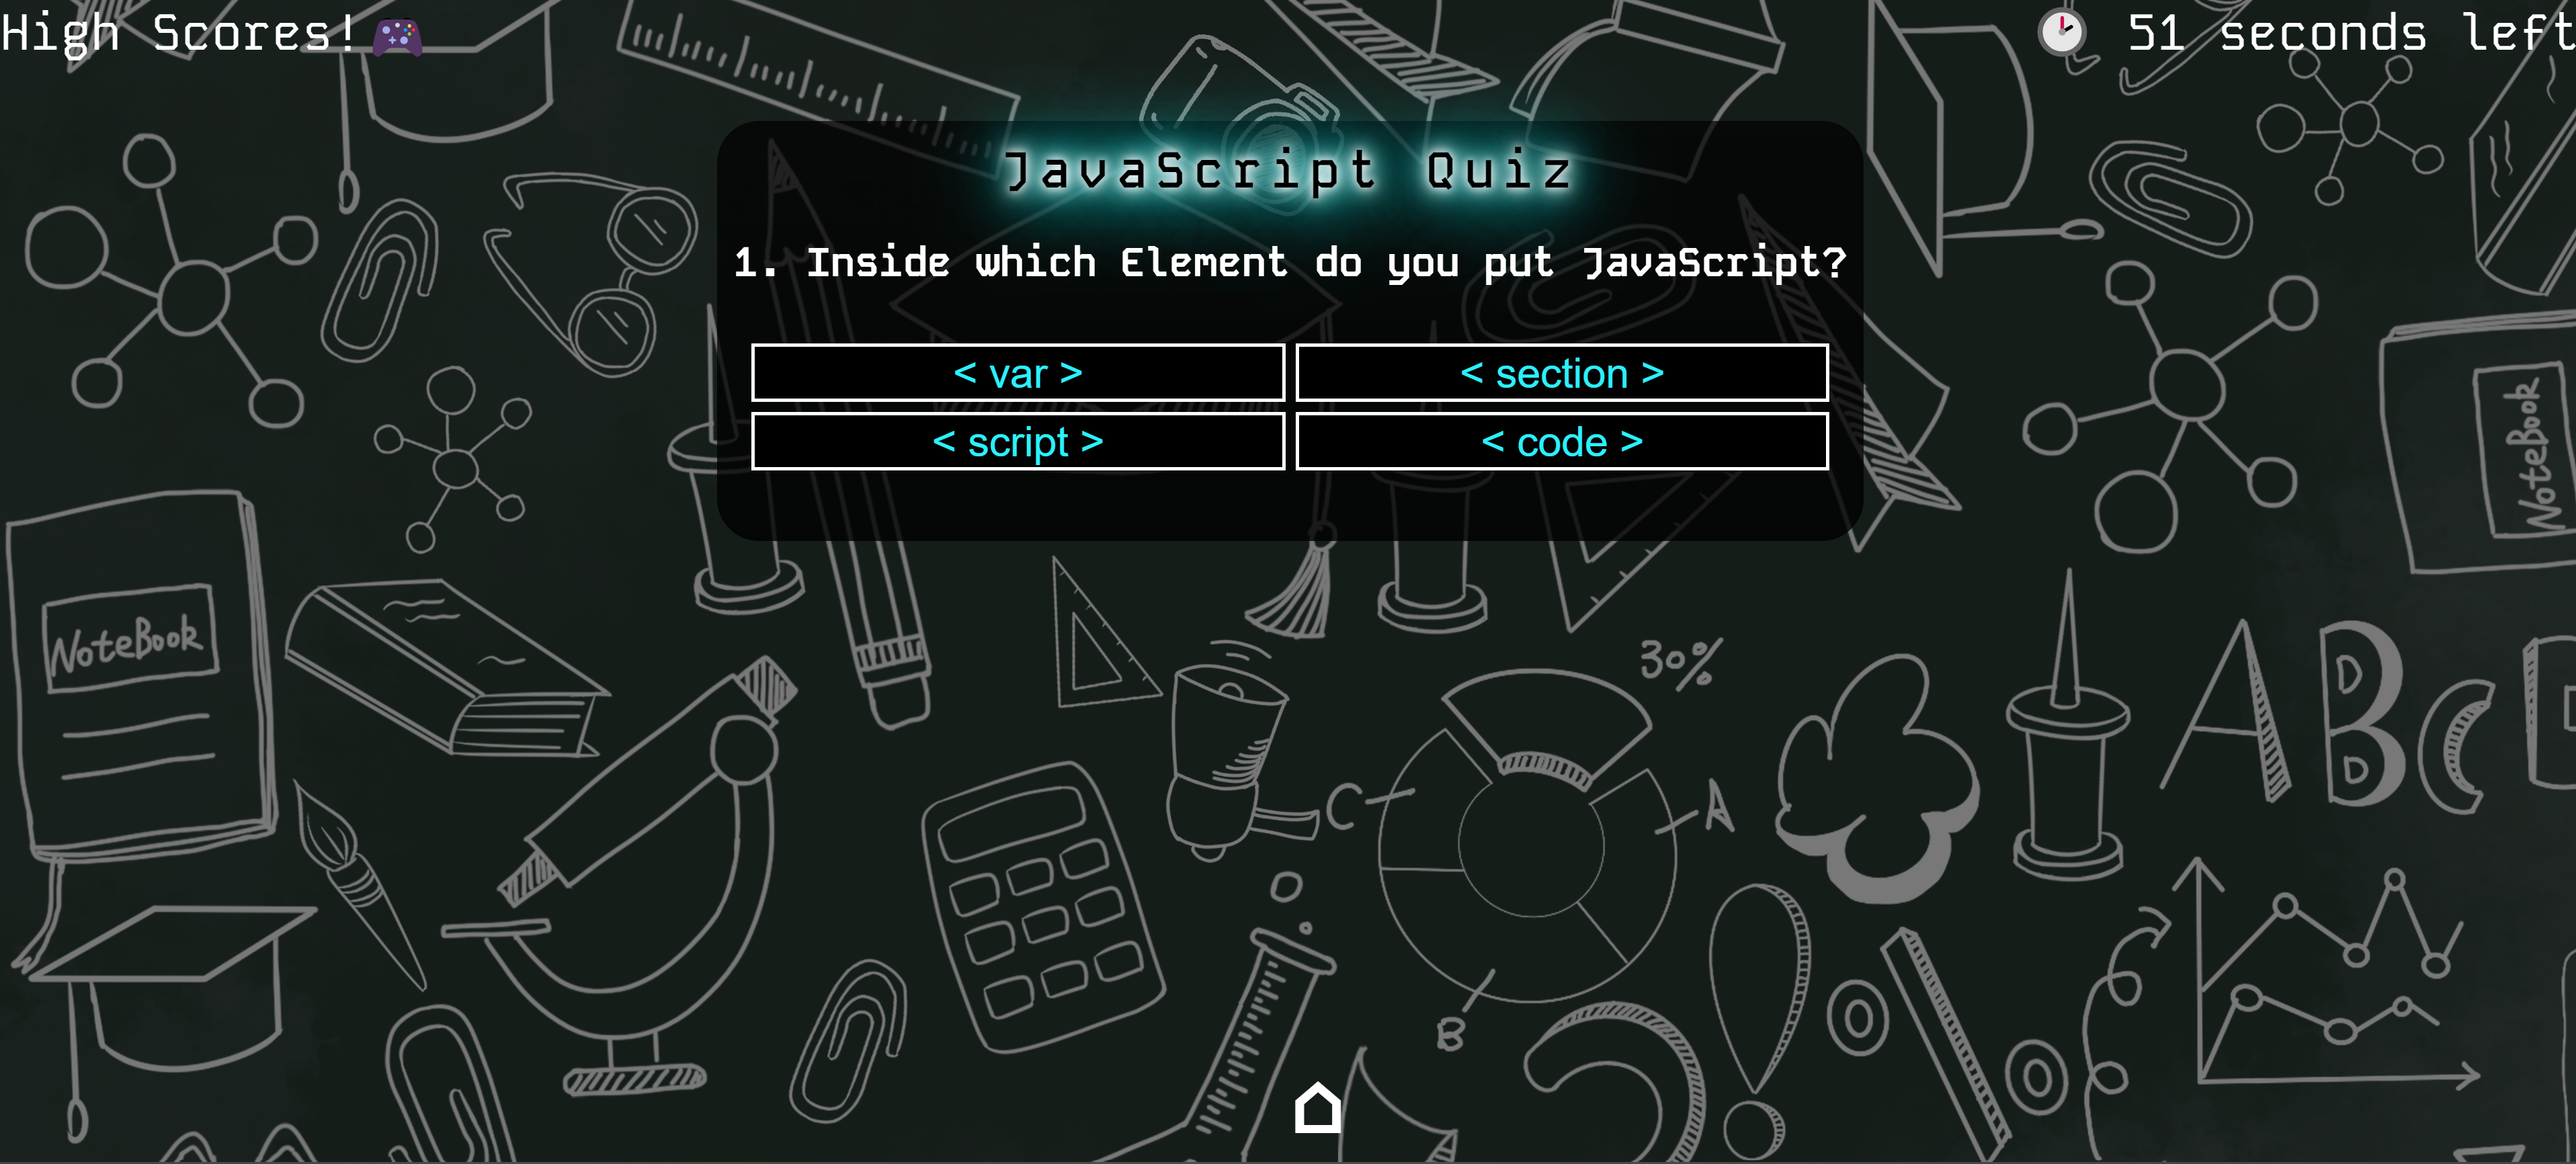 High Scores! 🎮
🕐 51 seconds left
JavaScript Quiz
1. Inside which Element do you put JavaScript?
< var >
< section >
< script >
< code >
NoteBook
NoteBook
30%
C
A
B
A B C D